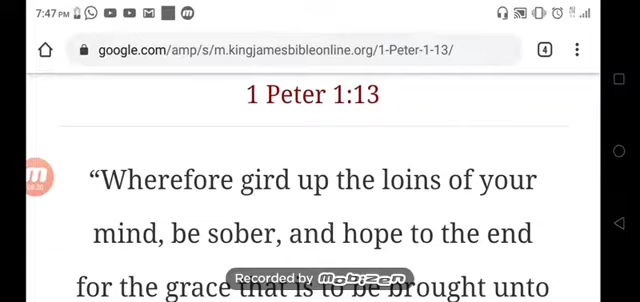 7:47 PM
google.com/amp/s/m.kingjamesbibleonline.org/1-Peter-1-13/
4
1 Peter 1:13
“Wherefore gird up the loins of your
mind, be sober, and hope to the end
for the grace that is to be brought unto
Recorded by mobizen